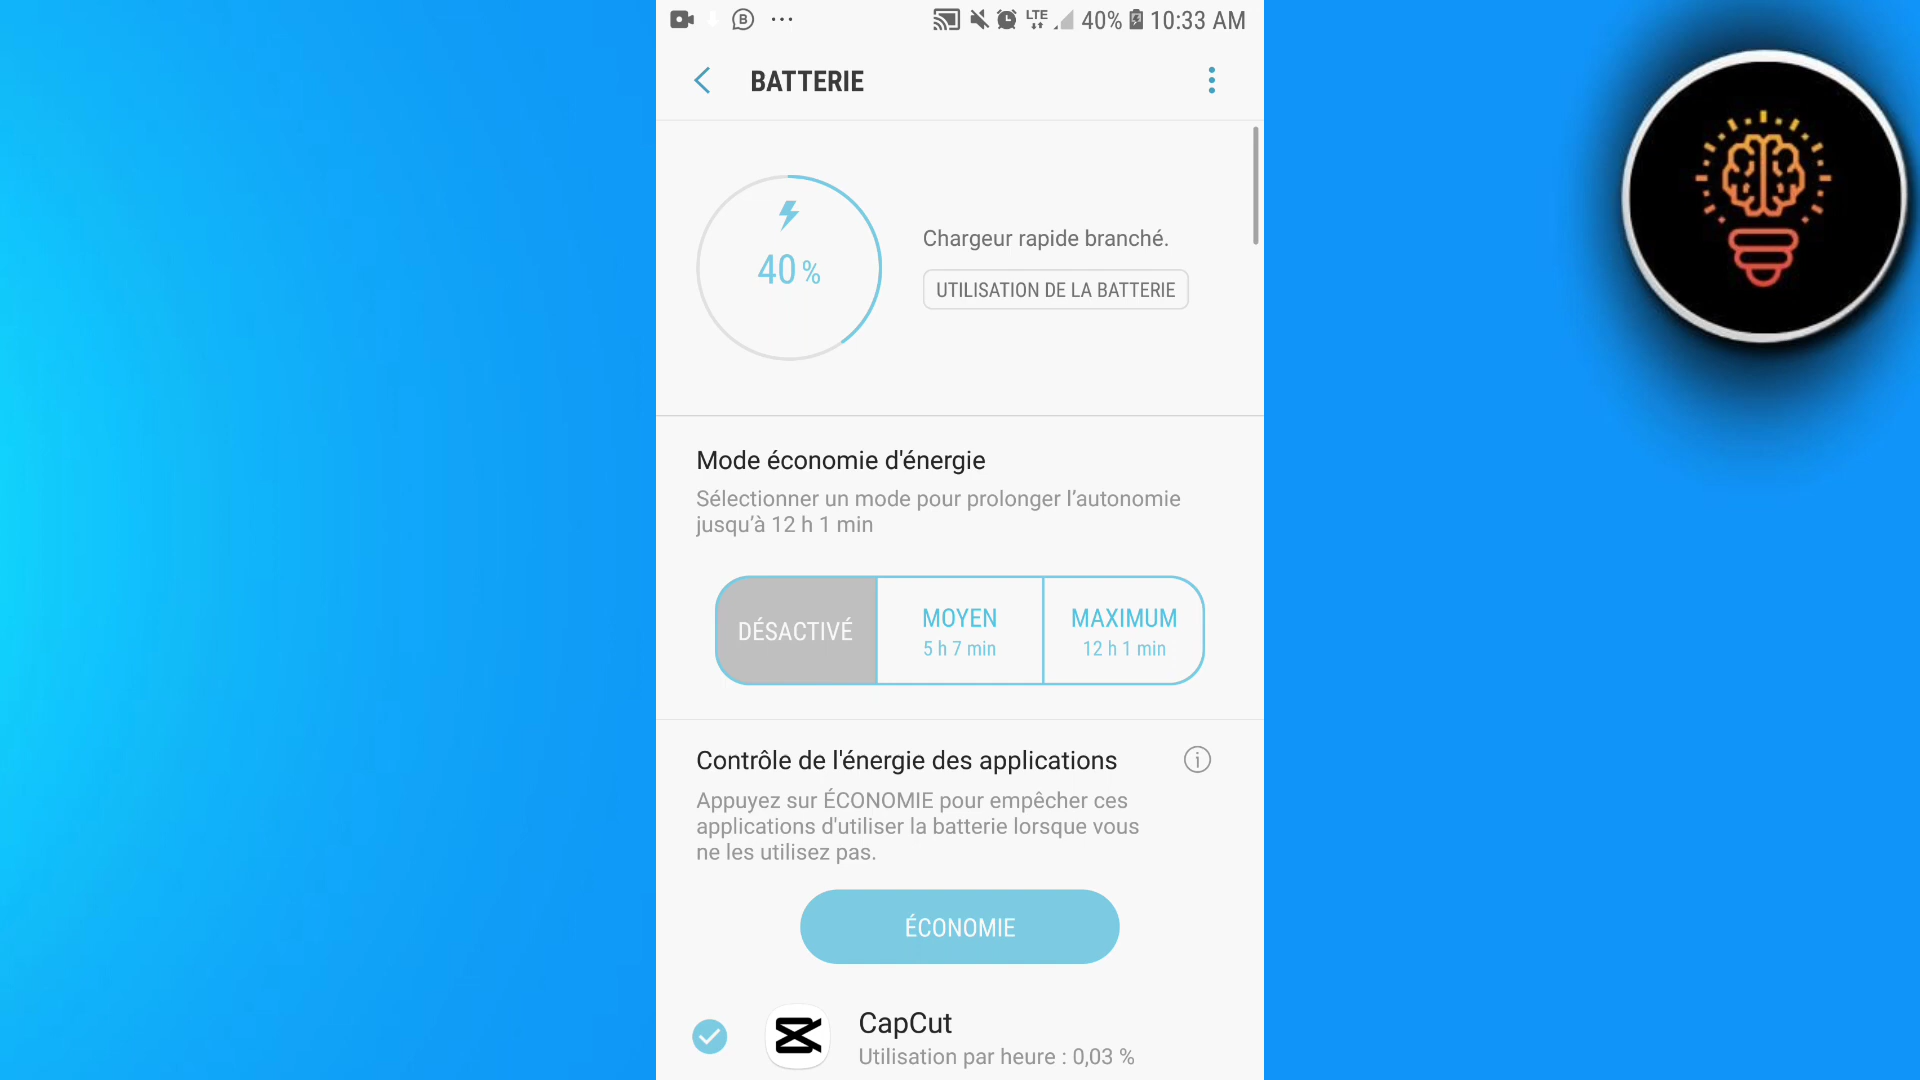 B ... LTE 40% 10:33 AM
BATTERIE
40 %
Chargeur rapide branché.
UTILISATION DE LA BATTERIE
Mode économie d'énergie
Sélectionner un mode pour prolonger l’autonomie
jusqu’à 12 h 1 min
DÉSACTIVÉ
MOYEN
5 h 7 min
MAXIMUM
12 h 1 min
Contrôle de l'énergie des applications
Appuyez sur ÉCONOMIE pour empêcher ces
applications d'utiliser la batterie lorsque vous
ne les utilisez pas.
ÉCONOMIE
CapCut
Utilisation par heure : 0,03 %